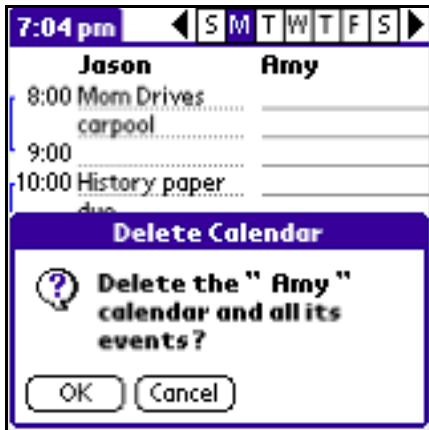 7:04 pm S M T W T F S
Jason Amy
8:00 Mom Drives
carpool
9:00
10:00 History paper
due
Delete Calendar
Delete the " Amy "
calendar and all its
events?
OK Cancel